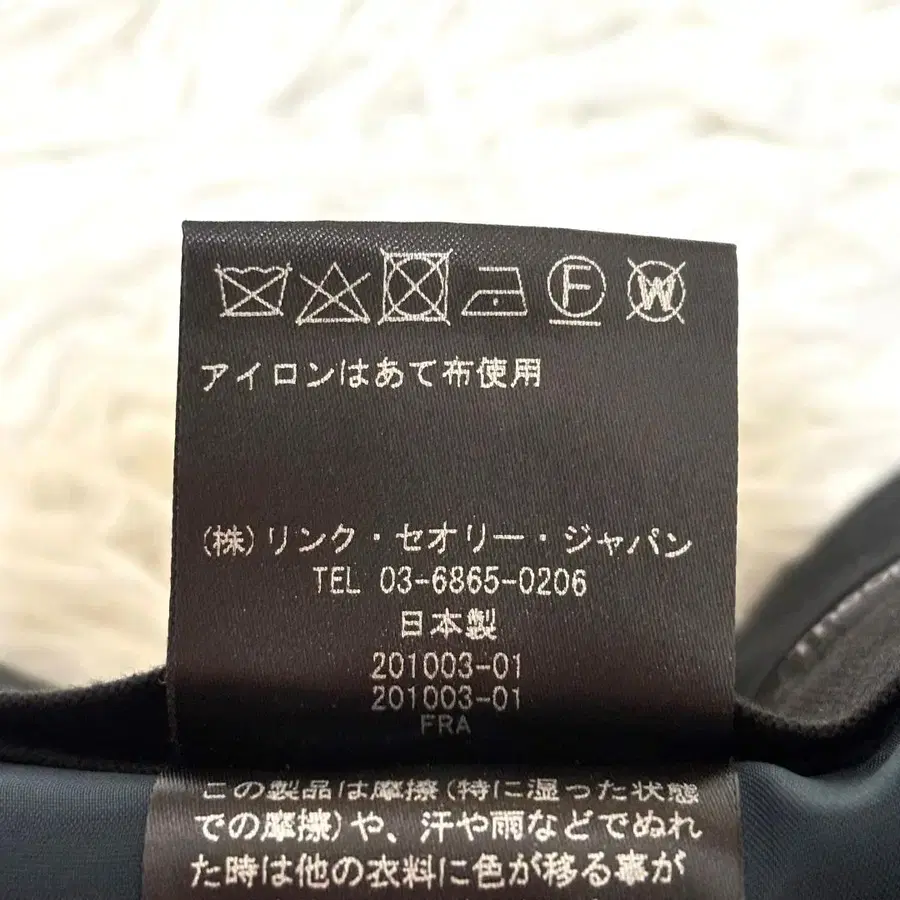 F W
アイロンはあて布使用
(株)リンク・セオリー・ジャパン
TEL 03-6865-0206
日本製
201003-01
201003-01
FRA
この製品は摩擦(特に湿った状態
での摩擦)や、汗や雨などでぬれ
た時は他の衣料に色が移る事が